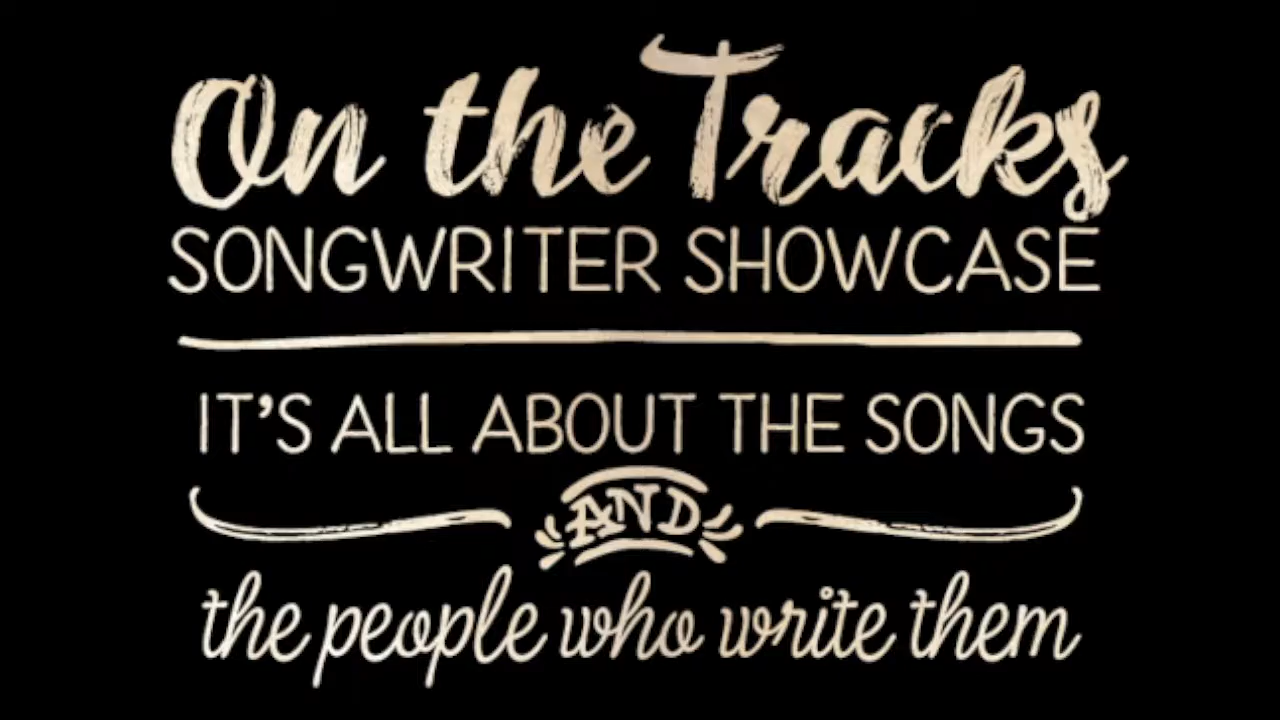 On the Tracks
SONGWRITER SHOWCASE
IT'S ALL ABOUT THE SONGS
AND
the people who write them